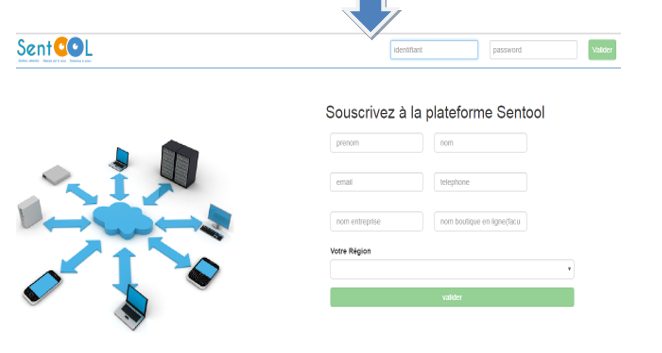 SentOOL
identifiant password Valider
Souscrivez à la plateforme Sentool
prenom nom
email telephone
nom entreprise nom boutique en ligne(facu
Votre Région
valider